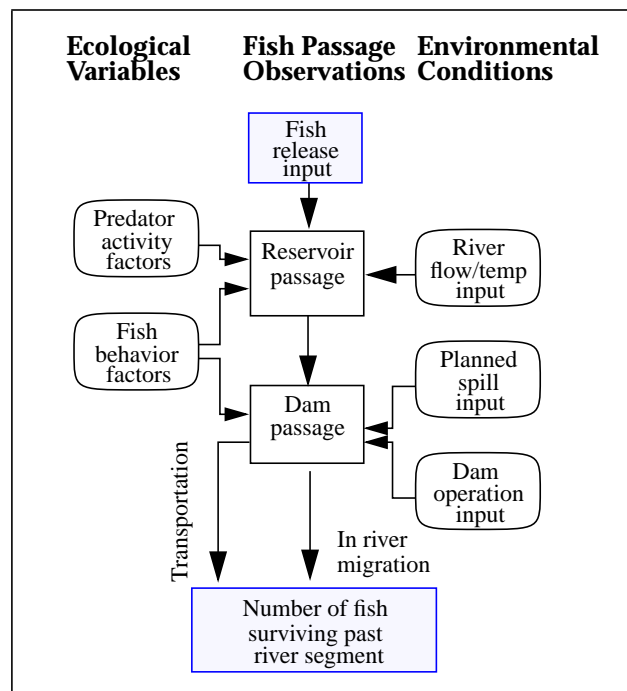 Ecological
Variables
Fish Passage
Observations
Environmental
Conditions
Fish
release
input
Predator
activity
factors
Reservoir
passage
River
flow/temp
input
Fish
behavior
factors
Planned
spill
input
Dam
passage
Dam
operation
input
Transportation
In river
migration
Number of fish
surviving past
river segment